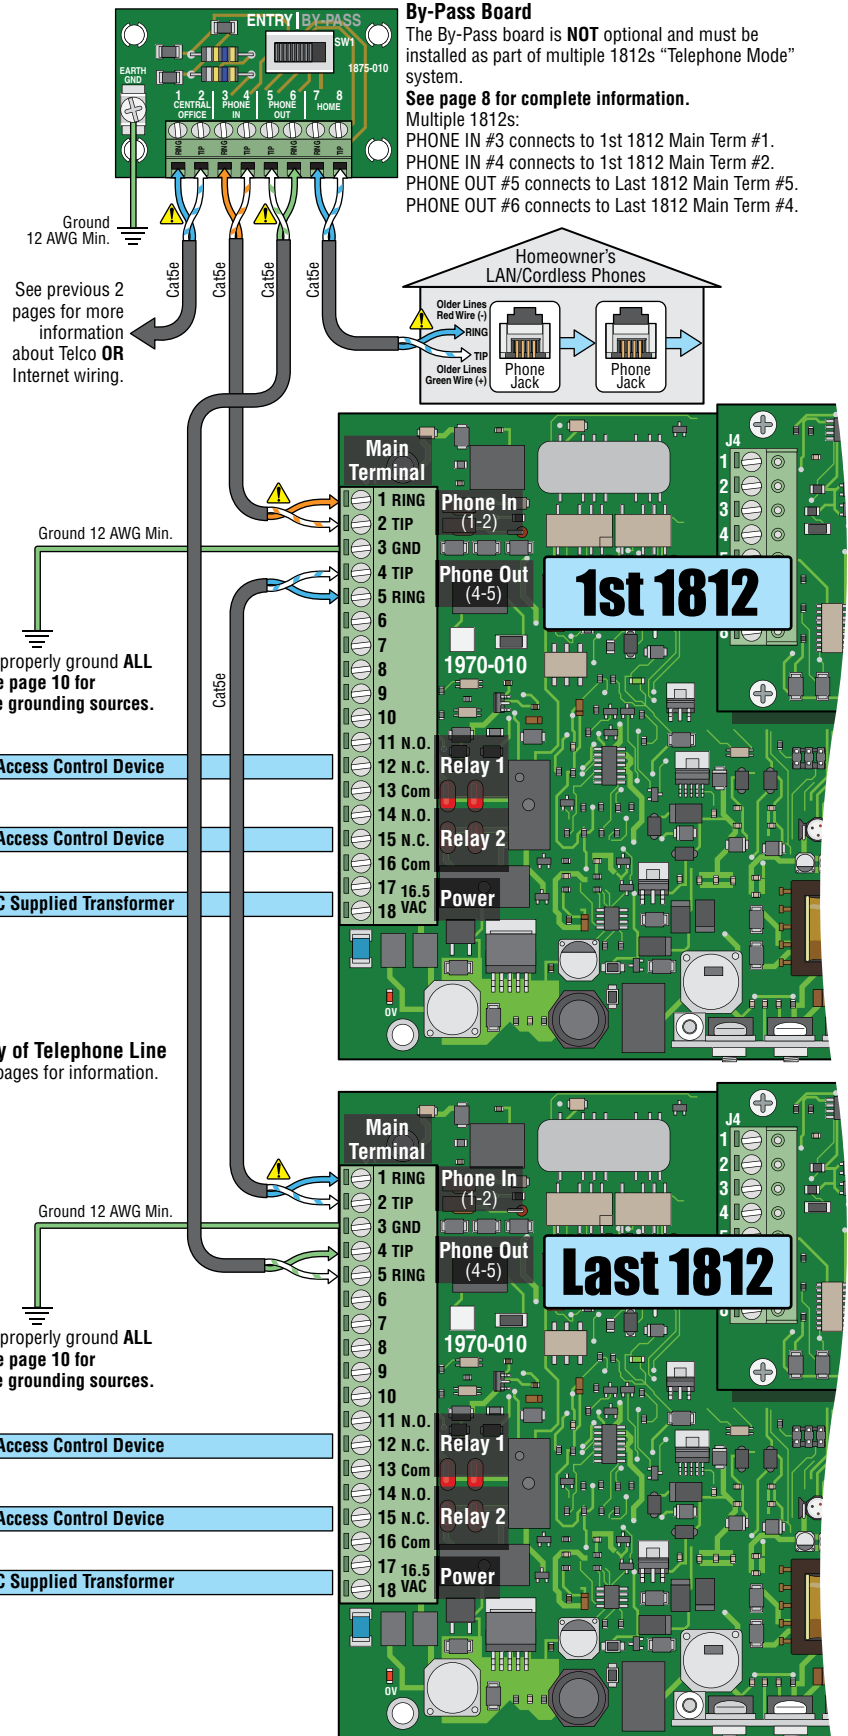 By-Pass Board
The By-Pass board is NOT optional and must be
installed as part of multiple 1812s “Telephone Mode”
system.
See page 8 for complete information.
Multiple 1812s:
PHONE IN #3 connects to 1st 1812 Main Term #1.
PHONE IN #4 connects to 1st 1812 Main Term #2.
PHONE OUT #5 connects to Last 1812 Main Term #5.
PHONE OUT #6 connects to Last 1812 Main Term #4.
ENTRY BY-PASS
SW1
1875-010
EARTH
GND
1 2 3 4 5 6 7 8
CENTRAL
OFFICE
PHONE
IN
PHONE
OUT
HOME
RING TIP RING TIP TIP RING RING TIP
Ground
12 AWG Min.
Cat5e Cat5e Cat5e Cat5e
See previous 2
pages for more
information
about Telco OR
Internet wiring.
Homeowner's
LAN/Cordless Phones
Older Lines
Red Wire (-)
RING
TIP
Older Lines
Green Wire (+)
Phone
Jack
Phone
Jack
Main
Terminal
1 RING
2 TIP
3 GND
4 TIP
5 RING
6
7
8
9
10
11 N.O.
12 N.C.
13 Com
14 N.O.
15 N.C.
16 Com
17 16.5
18 VAC
Phone In
(1-2)
Phone Out
(4-5)
1970-010
Relay 1
Relay 2
Power
0V
J4
1
2
3
4
1st 1812
Ground 12 AWG Min.
properly ground ALL
e page 10 for
e grounding sources.
Cat5e
Access Control Device
Access Control Device
C Supplied Transformer
y of Telephone Line
pages for information.
Main
Terminal
1 RING
2 TIP
3 GND
4 TIP
5 RING
6
7
8
9
10
11 N.O.
12 N.C.
13 Com
14 N.O.
15 N.C.
16 Com
17 16.5
18 VAC
Phone In
(1-2)
Phone Out
(4-5)
1970-010
Relay 1
Relay 2
Power
0V
J4
1
2
3
4
Last 1812
Ground 12 AWG Min.
properly ground ALL
e page 10 for
e grounding sources.
Access Control Device
Access Control Device
C Supplied Transformer